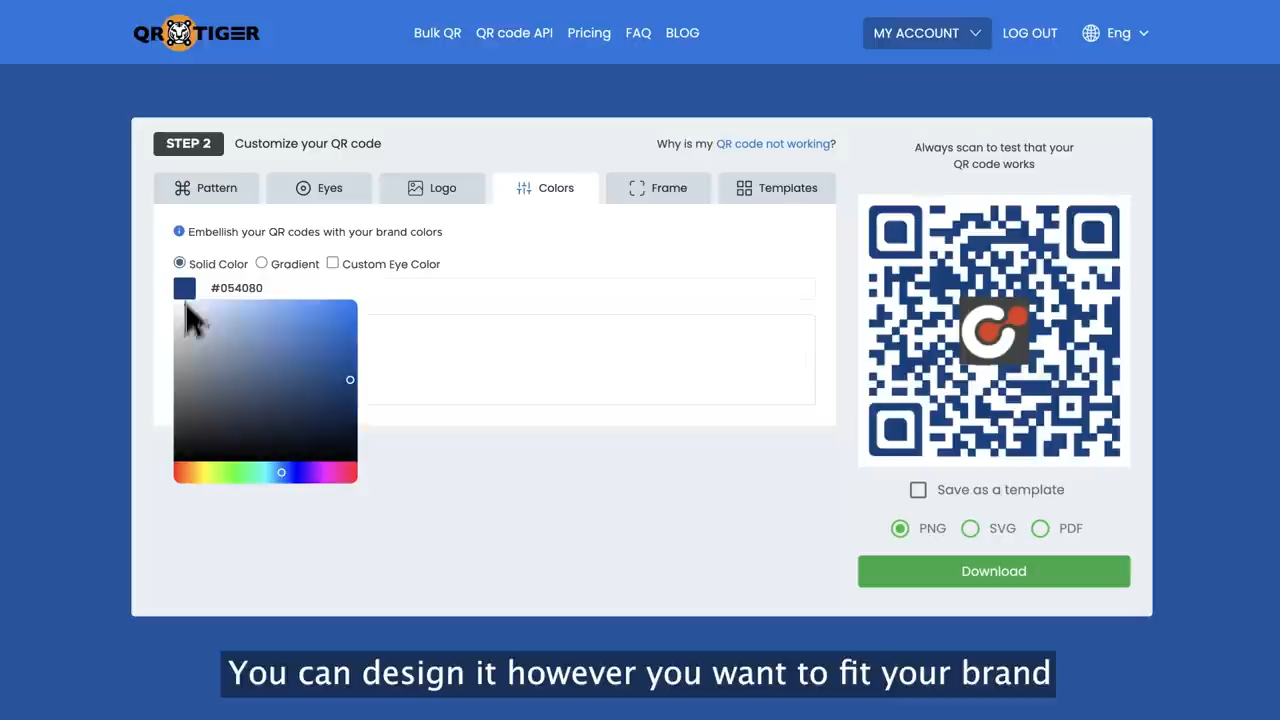 QR TIGER
Bulk QR QR code API Pricing FAQ BLOG
MY ACCOUNT LOG OUT Eng
STEP 2 Customize your QR code
Why is my QR code not working?
Pattern Eyes Logo Colors Frame Templates
Embellish your QR codes with your brand colors
Solid Color Gradient Custom Eye Color
#054080
Always scan to test that your
QR code works
Save as a template
PNG SVG PDF
Download
You can design it however you want to fit your brand